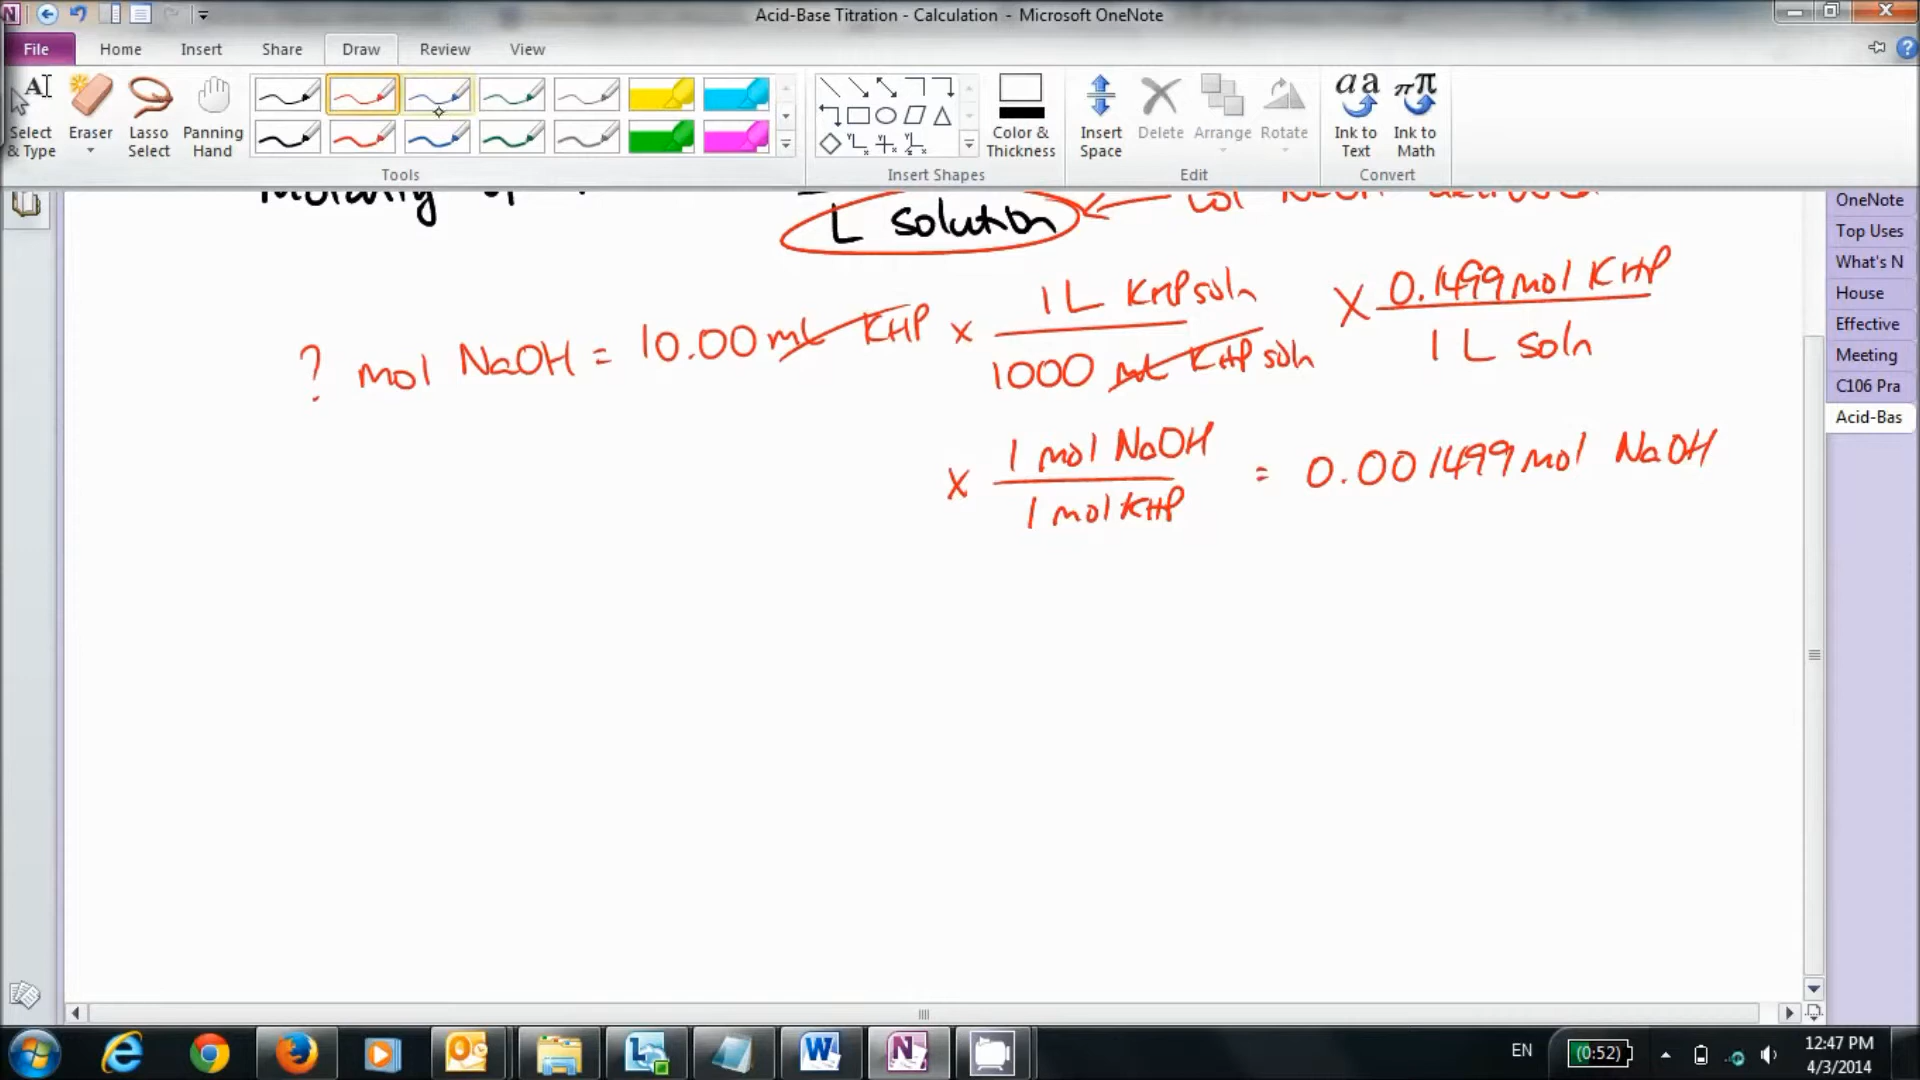 Acid-Base Titration - Calculation - Microsoft OneNote
File Home Insert Share Draw Review View
Select & Type
Eraser
Lasso Select
Panning Hand
Color & Thickness
Insert Space
Delete
Arrange
Rotate
Ink to Text
Ink to Math
Tools
Insert Shapes
Edit
Convert
OneNote
Top Uses
What's N
House
Effective
Meeting
C106 Pra
Acid-Bas
Molarity of
L solution
? mol NaOH = 10.00 mL KHP x 1 L KHP soln / 1000 mL KHP soln x 0.1499 mol KHP / 1 L soln
x 1 mol NaOH / 1 mol KHP = 0.001499 mol NaOH
EN
(0:52)
12:47 PM
4/3/2014